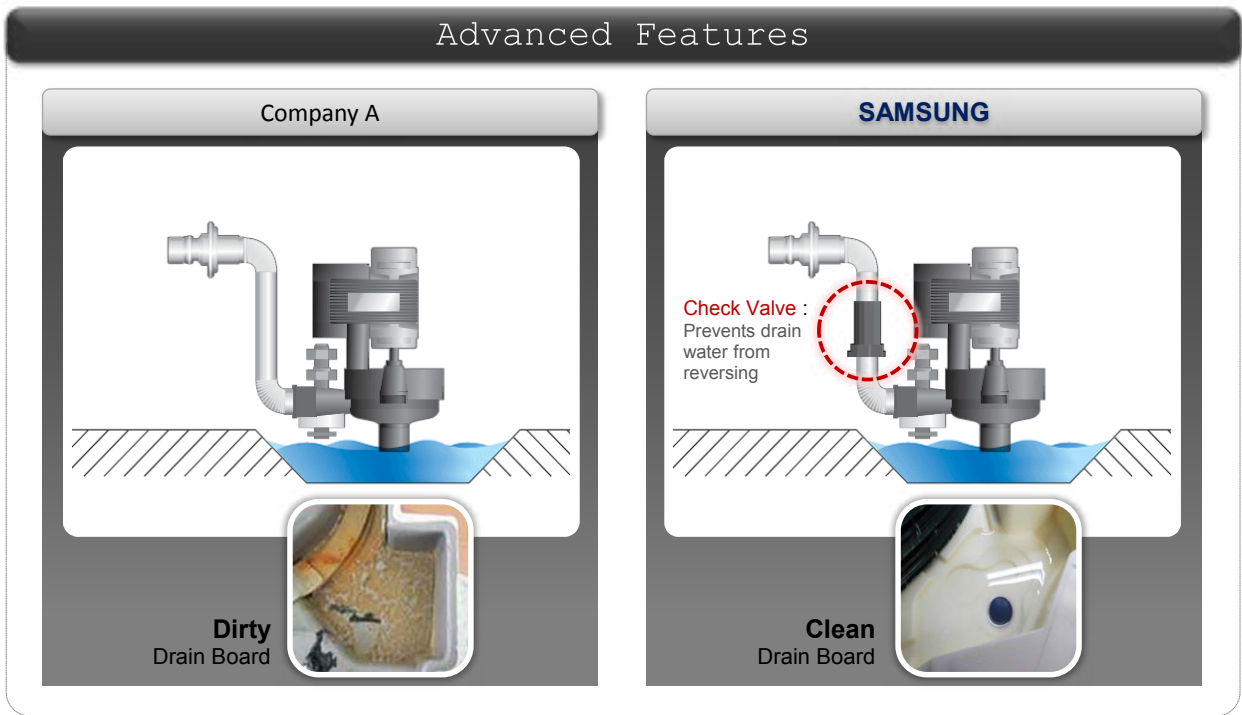 Advanced Features
Company A
SAMSUNG
Check Valve :
Prevents drain
water from
reversing
Dirty
Drain Board
Clean
Drain Board